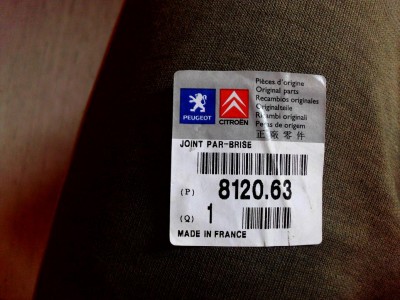 Pièces d'origine
Original parts
Recambios originales
Originalteile
Ricambi originali
Peças de origem
正廠零件
PEUGEOT
CITROËN
JOINT PAR-BRISE
(P) 8120.63
(Q) 1
MADE IN FRANCE